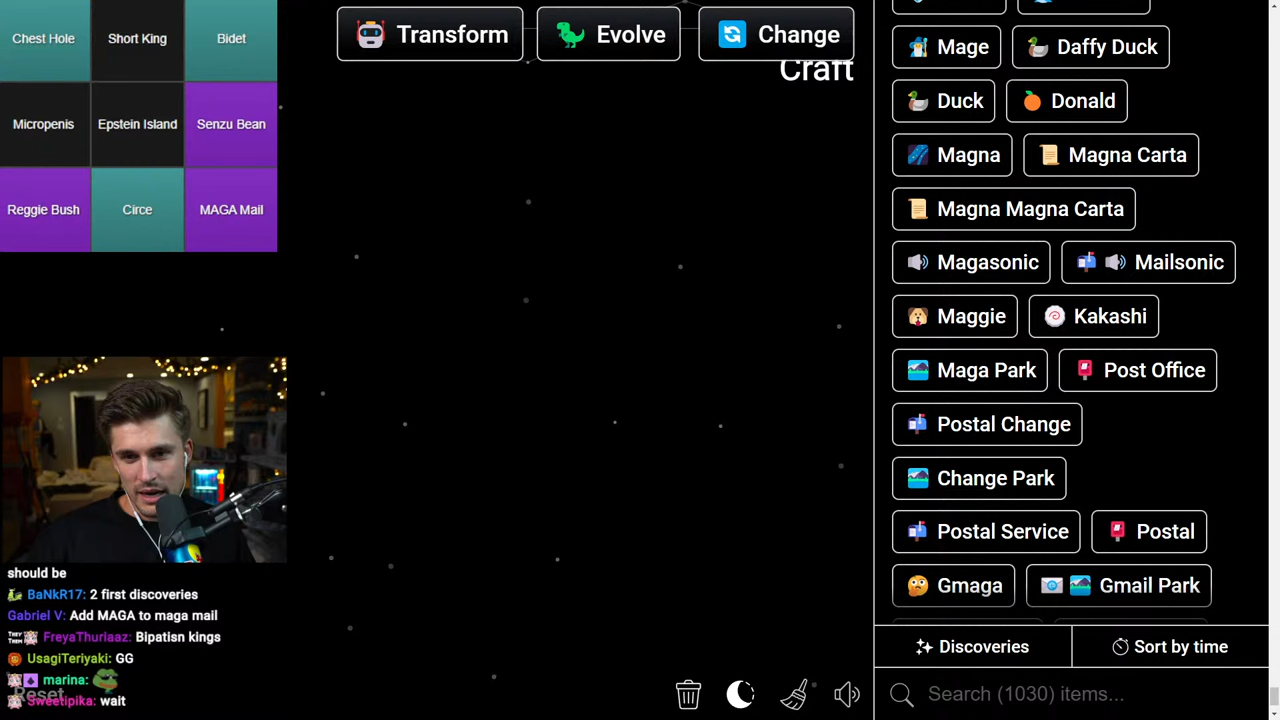 Chest Hole
Short King
Bidet
Micropenis
Epstein Island
Senzu Bean
Reggie Bush
Circe
MAGA Mail
Transform
Evolve
Change
Craft
Mage
Daffy Duck
Duck
Donald
Magna
Magna Carta
Magna Magna Carta
Magasonic
Mailsonic
Maggie
Kakashi
Maga Park
Post Office
Postal Change
Change Park
Postal Service
Postal
Gmaga
Gmail Park
Discoveries
Sort by time
Search (1030) items...
should be
BaNkR17: 2 first discoveries
Gabriel V: Add MAGA to maga mail
THEY THEM FreyaThuriaaz: Bipatisn kings
UsagiTeriyaki: GG
marina:
Reset
Sweetipika: wait